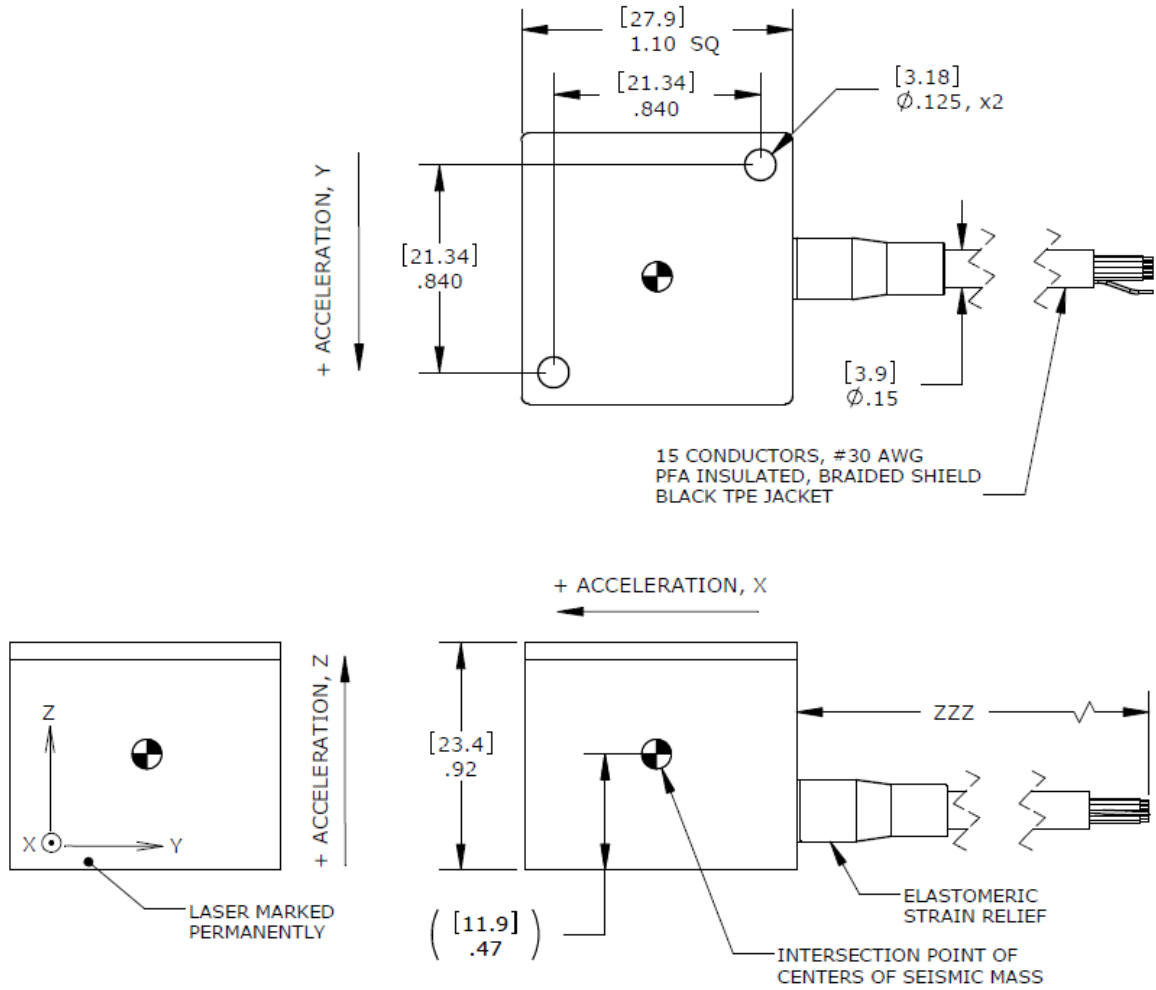 [27.9]
1.10 SQ
[21.34]
.840
[3.18]
Ø.125, x2
+ ACCELERATION, Y
[21.34]
.840
[3.9]
Ø.15
15 CONDUCTORS, #30 AWG
PFA INSULATED, BRAIDED SHIELD
BLACK TPE JACKET
+ ACCELERATION, X
+ ACCELERATION, Z
Z
X
Y
[23.4]
.92
ZZZ
LASER MARKED
PERMANENTLY
([11.9]
.47)
ELASTOMERIC
STRAIN RELIEF
INTERSECTION POINT OF
CENTERS OF SEISMIC MASS